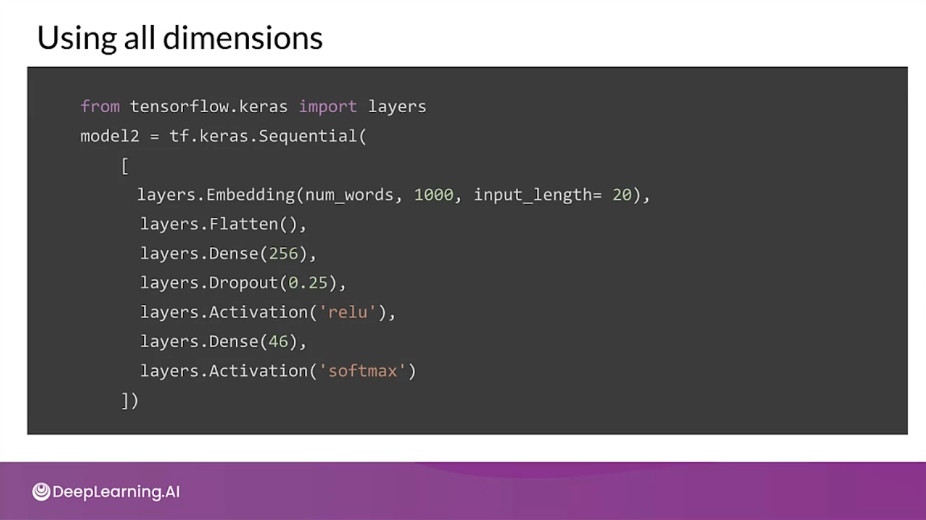 Using all dimensions
from tensorflow.keras import layers
model2 = tf.keras.Sequential(
[
layers.Embedding(num_words, 1000, input_length= 20),
layers.Flatten(),
layers.Dense(256),
layers.Dropout(0.25),
layers.Activation('relu'),
layers.Dense(46),
layers.Activation('softmax')
])
DeepLearning.AI